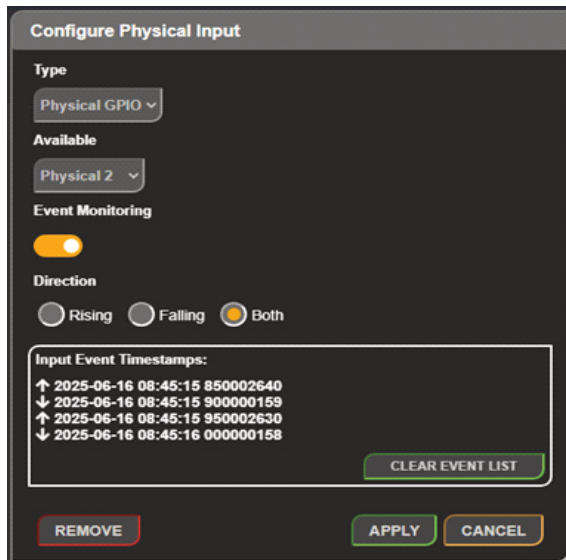 Configure Physical Input
Type
Physical GPIO
Available
Physical 2
Event Monitoring
Direction
Rising Falling Both
Input Event Timestamps:
↑ 2025-06-16 08:45:15 850002640
↓ 2025-06-16 08:45:15 900000159
↑ 2025-06-16 08:45:15 950002630
↓ 2025-06-16 08:45:16 000000158
CLEAR EVENT LIST
REMOVE APPLY CANCEL